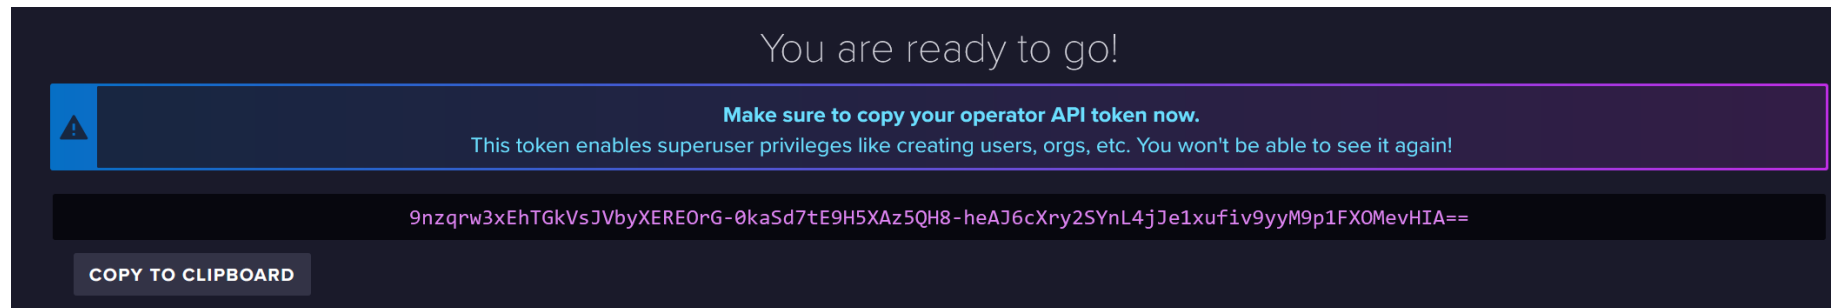 You are ready to go!
Make sure to copy your operator API token now.
This token enables superuser privileges like creating users, orgs, etc. You won't be able to see it again!
9nzqrw3xEhTGkVsJVbyXEREOrG-0kaSd7tE9H5XAz5QH8-heAJ6cXry2SYnL4jJe1xufiv9yyM9p1FXOMevHIA==
COPY TO CLIPBOARD